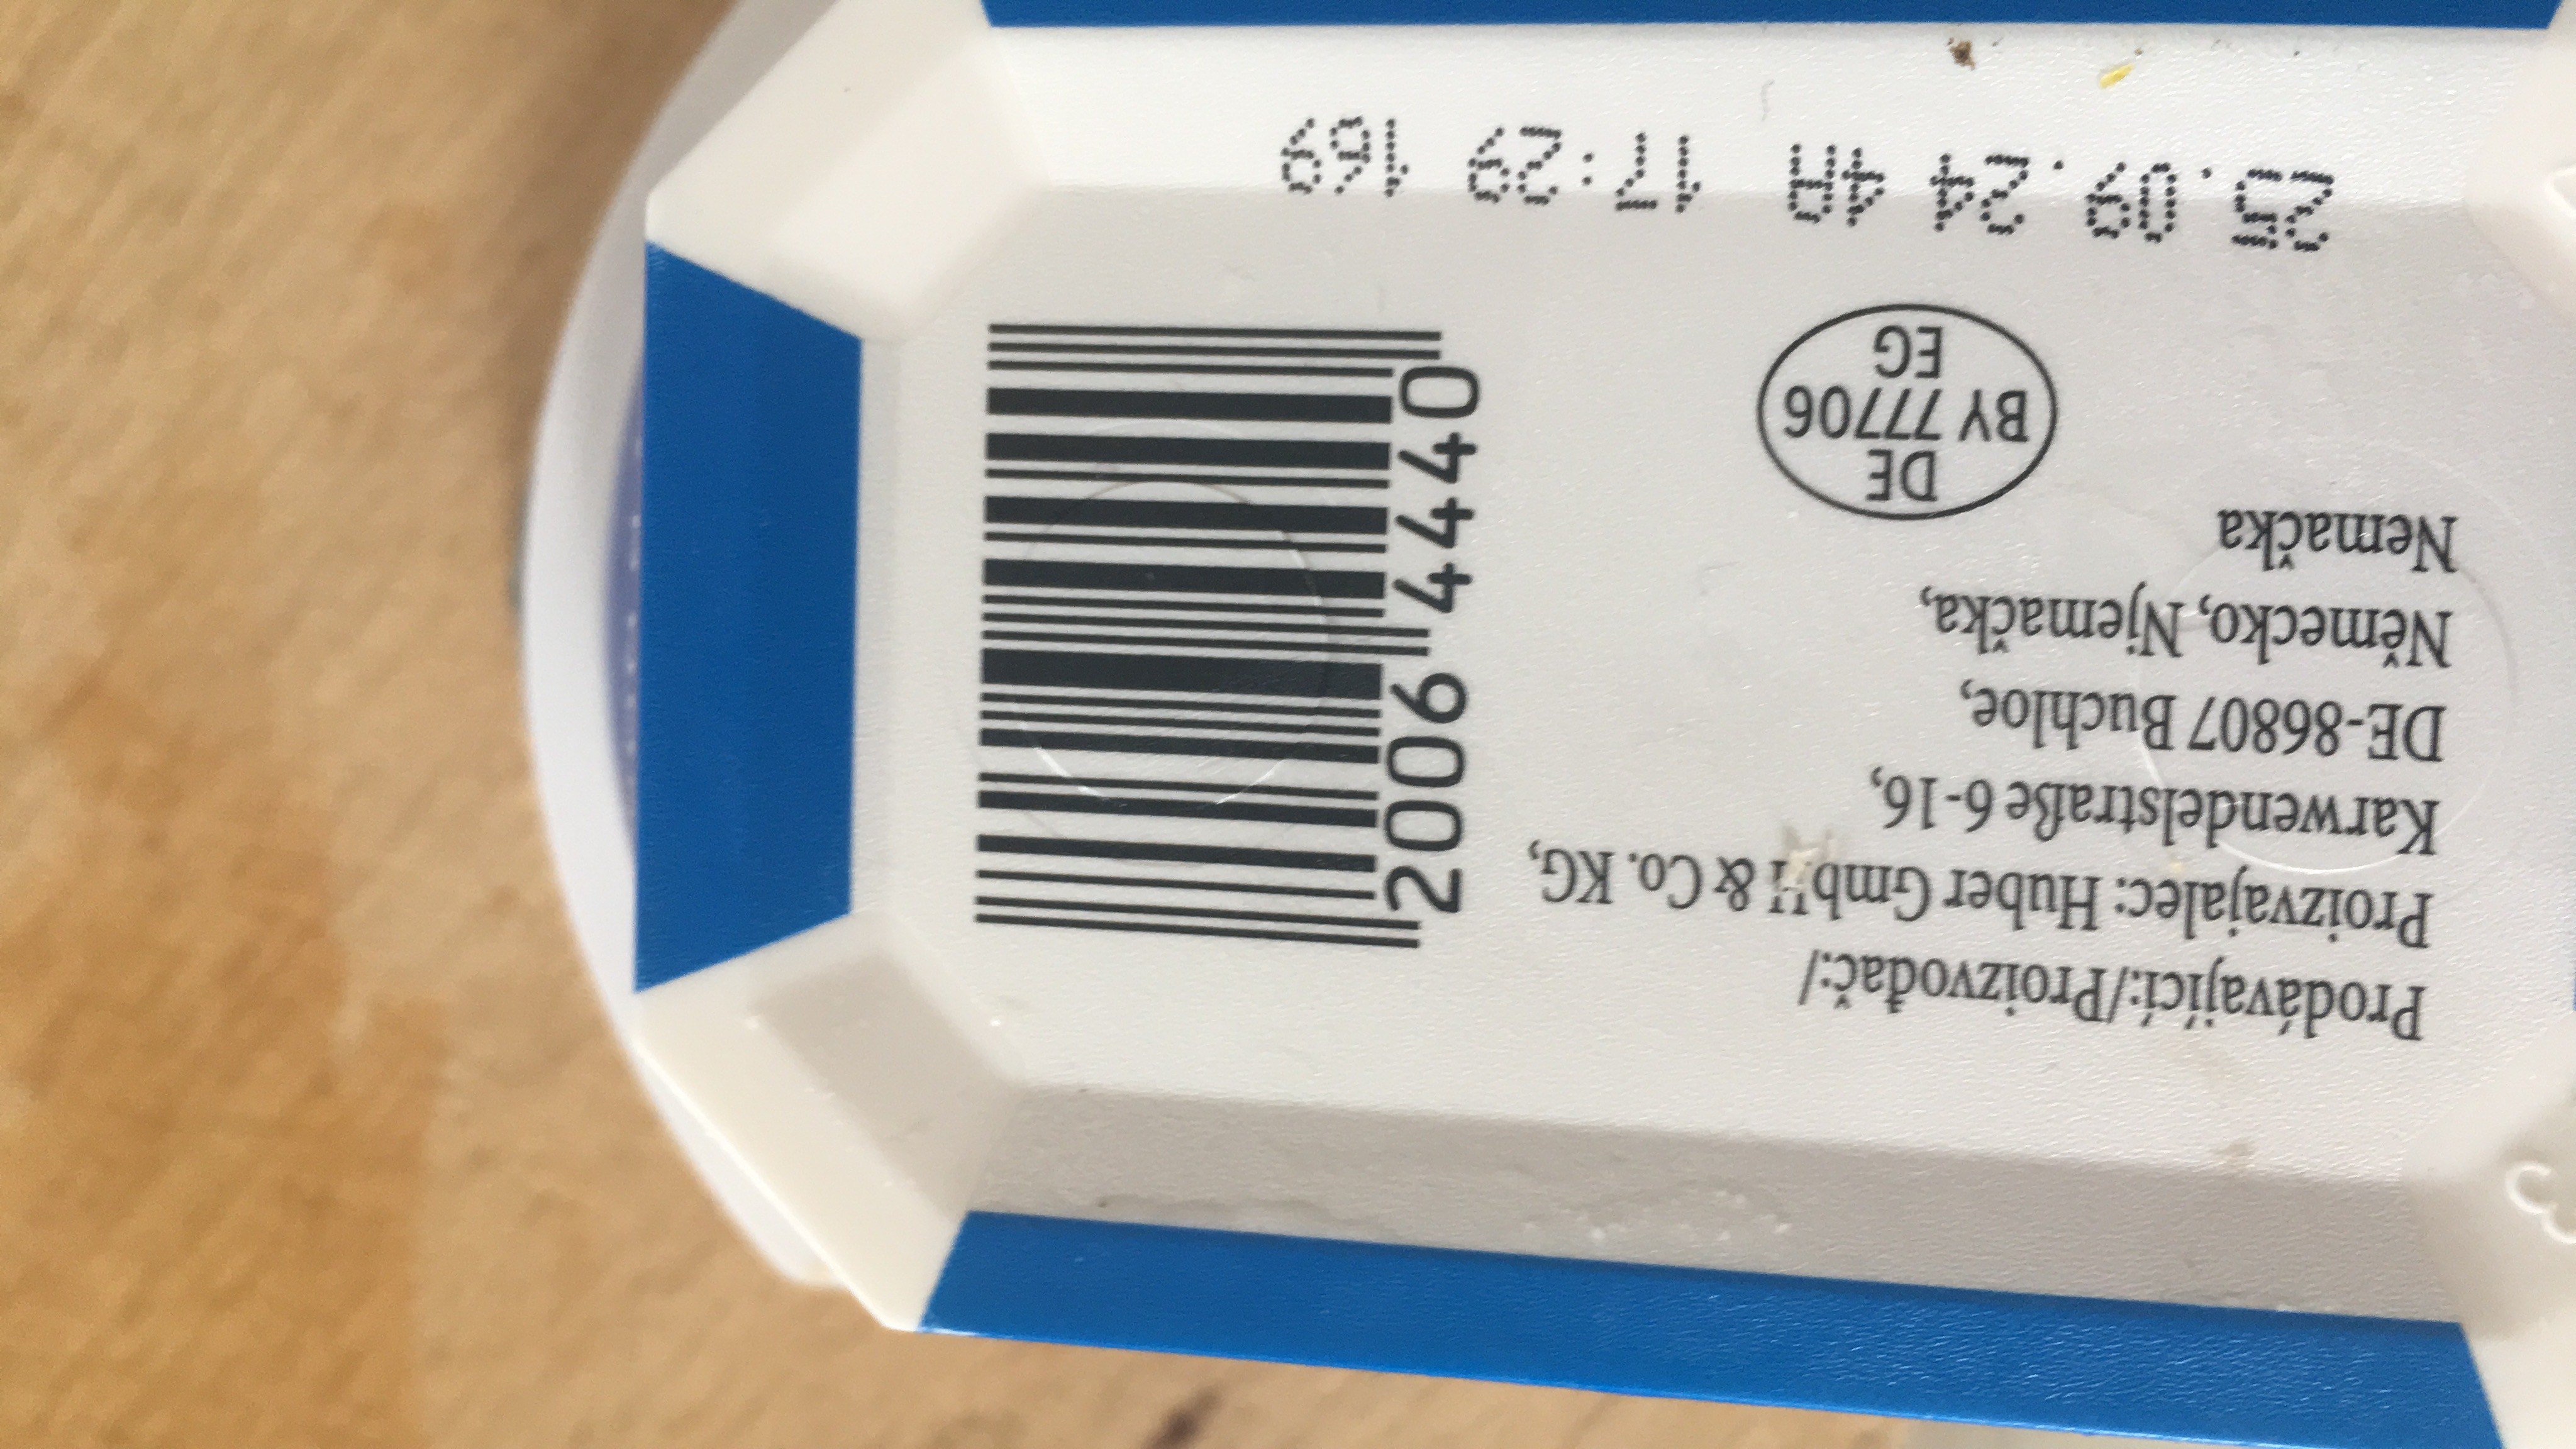 Prodávající:/Proizvođač:/
Proizvajalec: Huber GmbH & Co. KG,
Karwendelstraße 6-16,
DE-86807 Buchloe,
Německo, Njemačka,
Nemačka
DE
BY 77706
EG
2006 4440
25.09.24 4A 17:29 169